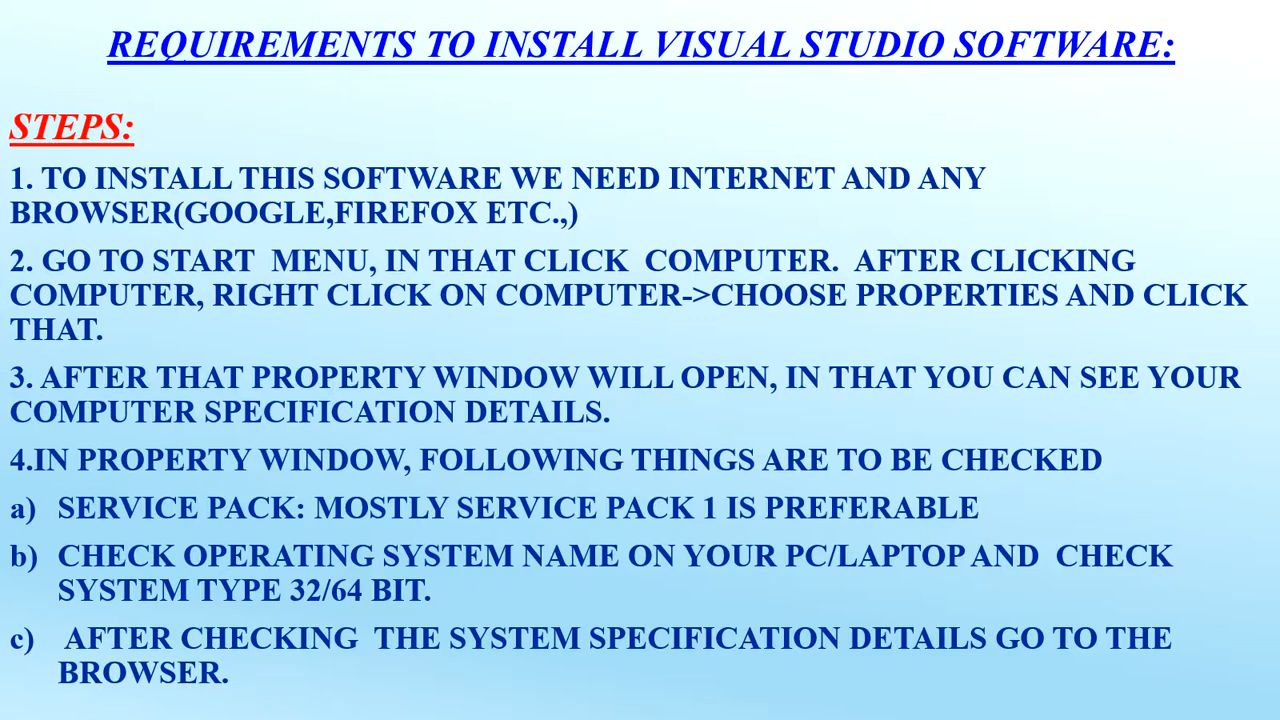 REQUIREMENTS TO INSTALL VISUAL STUDIO SOFTWARE:
STEPS:
1. TO INSTALL THIS SOFTWARE WE NEED INTERNET AND ANY
BROWSER(GOOGLE,FIREFOX ETC.,)
2. GO TO START  MENU, IN THAT CLICK  COMPUTER.  AFTER CLICKING
COMPUTER, RIGHT CLICK ON COMPUTER->CHOOSE PROPERTIES AND CLICK
THAT.
3. AFTER THAT PROPERTY WINDOW WILL OPEN, IN THAT YOU CAN SEE YOUR
COMPUTER SPECIFICATION DETAILS.
4.IN PROPERTY WINDOW, FOLLOWING THINGS ARE TO BE CHECKED
a) SERVICE PACK: MOSTLY SERVICE PACK 1 IS PREFERABLE
b) CHECK OPERATING SYSTEM NAME ON YOUR PC/LAPTOP AND  CHECK
SYSTEM TYPE 32/64 BIT.
c) AFTER CHECKING  THE SYSTEM SPECIFICATION DETAILS GO TO THE
BROWSER.